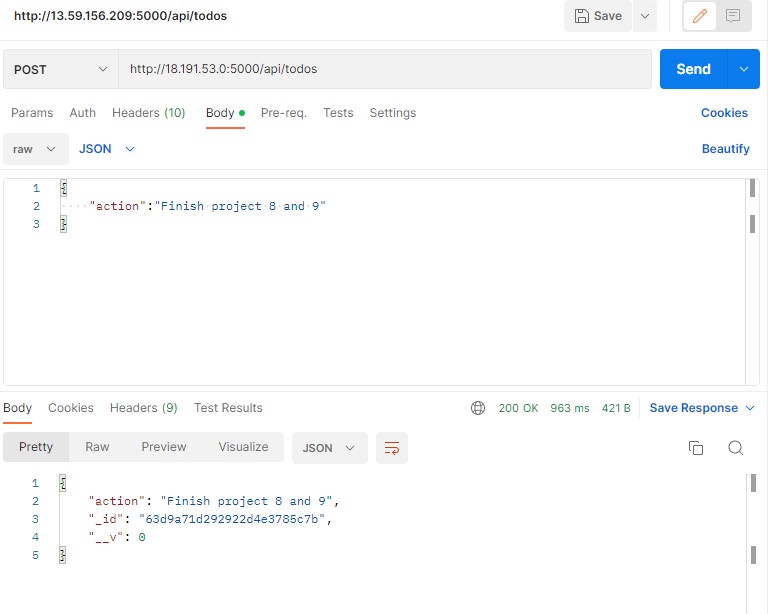 http://13.59.156.209:5000/api/todos Save
POST http://18.191.53.0:5000/api/todos Send
Params Auth Headers (10) Body Pre-req. Tests Settings Cookies
raw JSON Beautify
1 {
2 "action":"Finish project 8 and 9"
3 }
Body Cookies Headers (9) Test Results 200 OK 963 ms 421 B Save Response
Pretty Raw Preview Visualize JSON
1 {
2 "action": "Finish project 8 and 9",
3 "_id": "63d9a71d292922d4e3785c7b",
4 "__v": 0
5 }